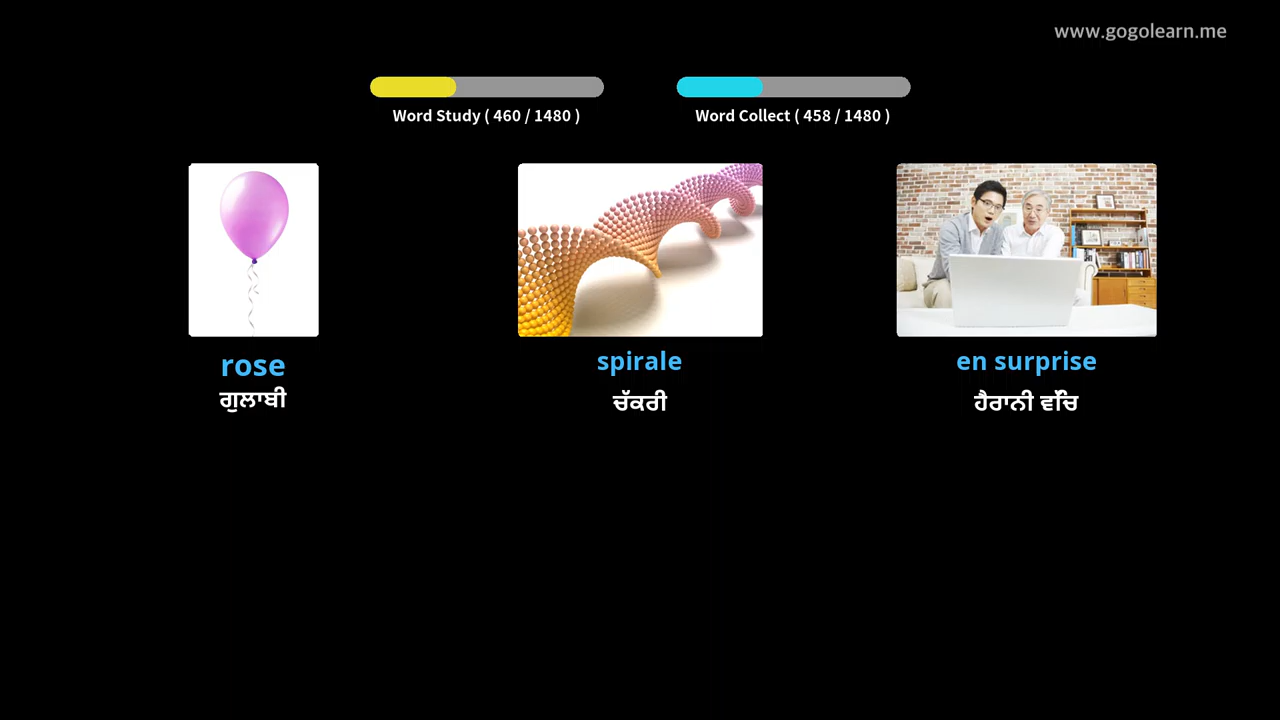 www.gogolearn.me
Word Study ( 460 / 1480 )
Word Collect ( 458 / 1480 )
rose
spirale
en surprise
ਗੁਲਾਬੀ
ਚੱਕਰੀ
ਹੈਰਾਨੀ ਵਿੱਚ